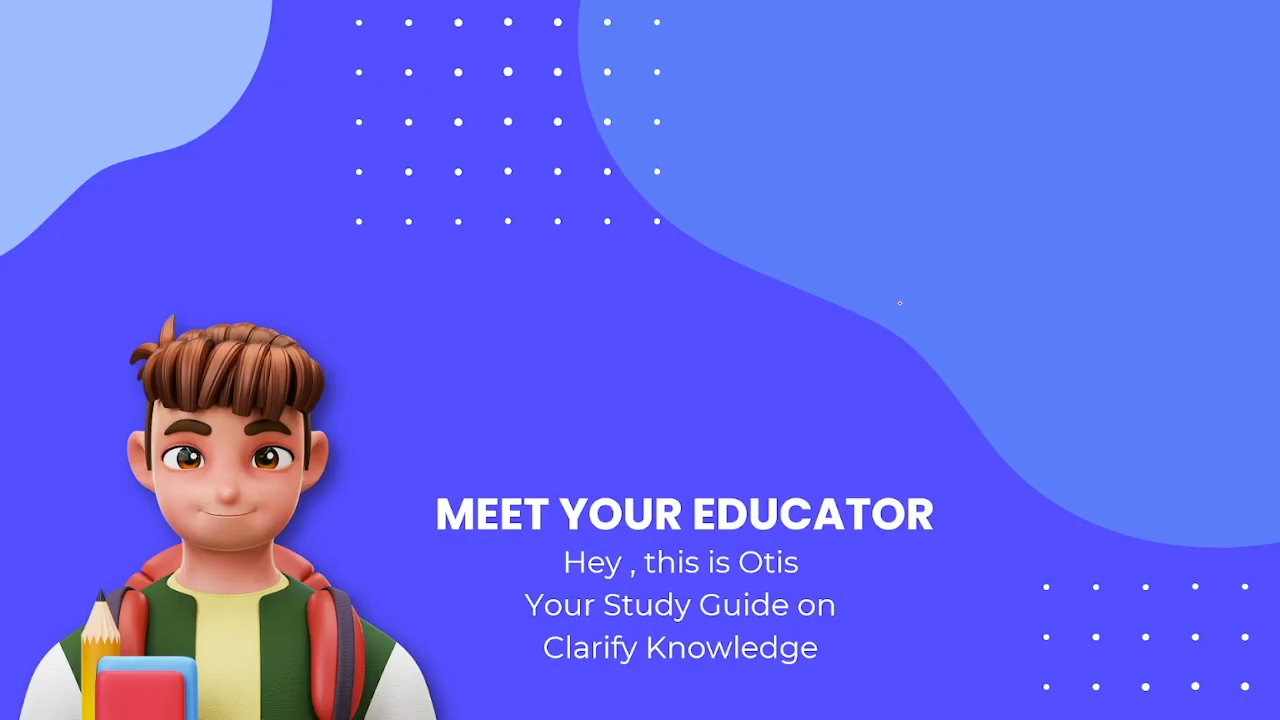 MEET YOUR EDUCATOR
Hey , this is Otis
Your Study Guide on
Clarify Knowledge